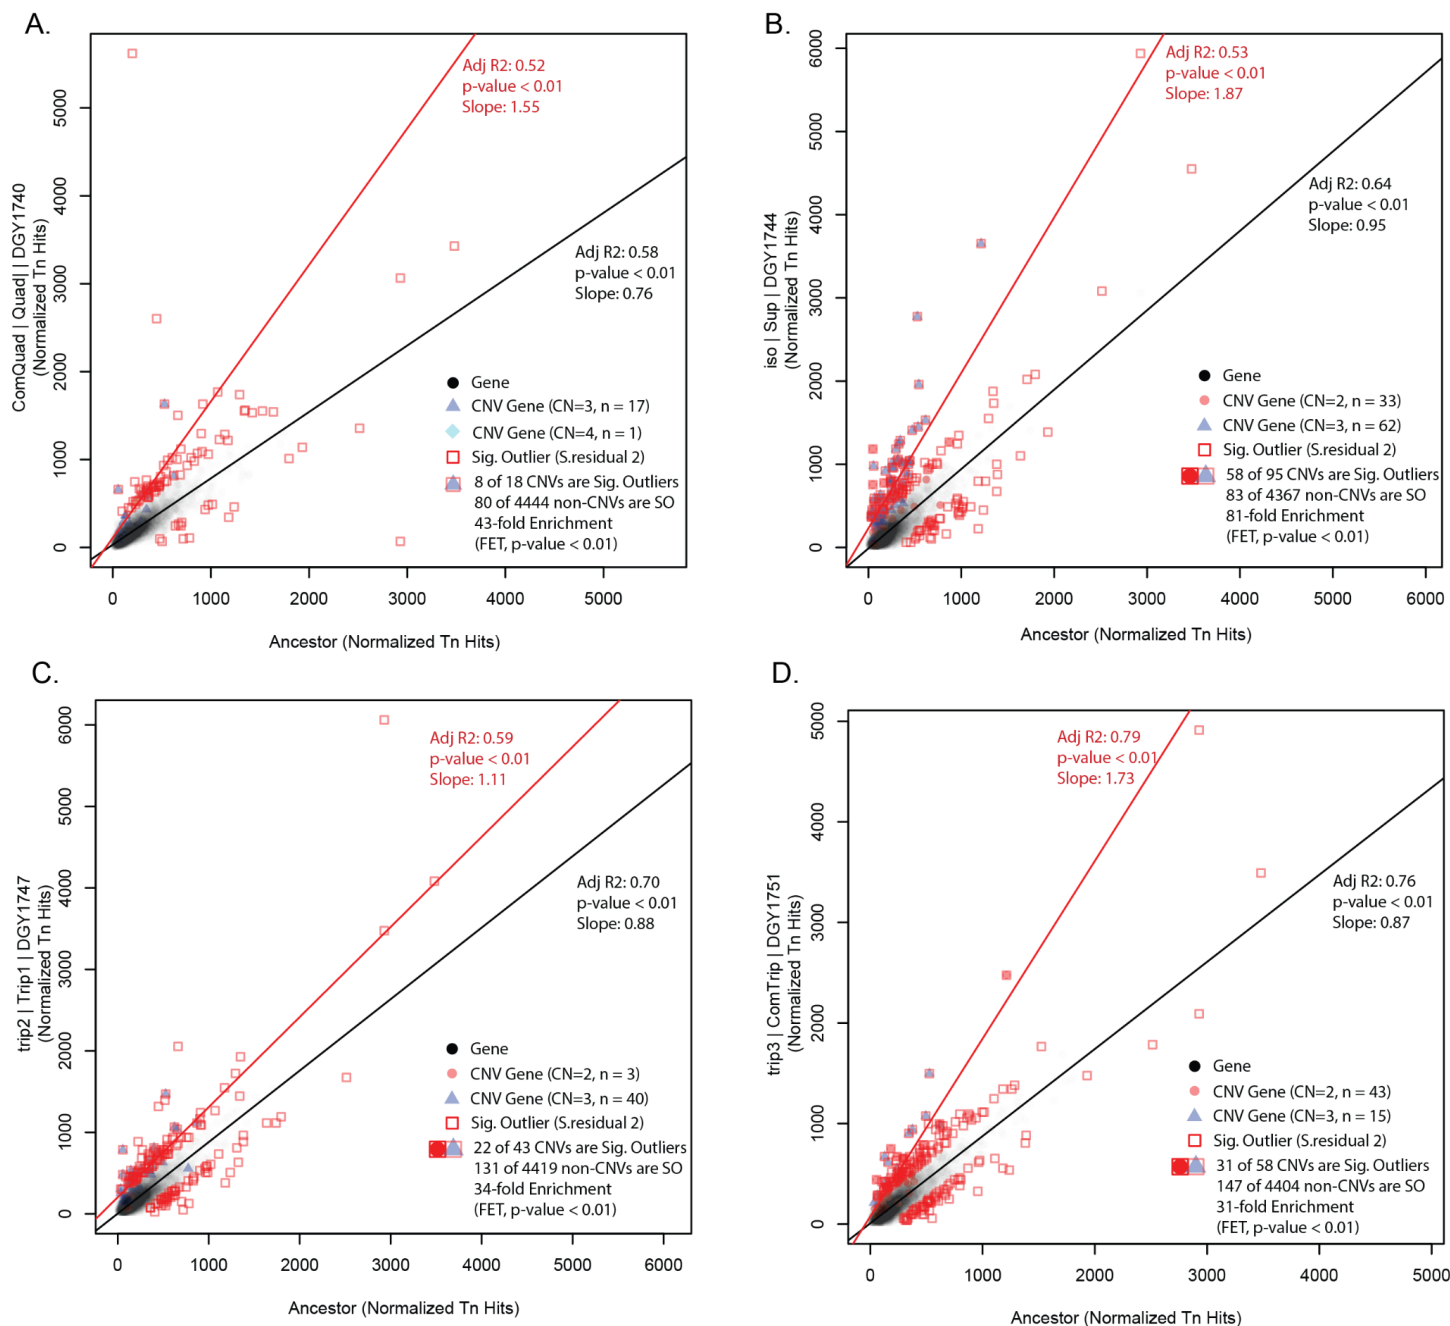 A.
ComQuad | Quad| | DGY1740
(Normalized Tn Hits)
0
1000
2000
3000
4000
5000
Adj R2: 0.52
p-value < 0.01
Slope: 1.55
Adj R2: 0.58
p-value < 0.01
Slope: 0.76
Gene
CNV Gene (CN=3, n = 17)
CNV Gene (CN=4, n = 1)
Sig. Outlier (S.residual 2)
8 of 18 CNVs are Sig. Outliers
80 of 4444 non-CNVs are SO
43-fold Enrichment
(FET, p-value < 0.01)
0 1000 2000 3000 4000 5000
Ancestor (Normalized Tn Hits)
B.
iso | Sup | DGY1744
(Normalized Tn Hits)
0
1000
2000
3000
4000
5000
6000
Adj R2: 0.53
p-value < 0.01
Slope: 1.87
Adj R2: 0.64
p-value < 0.01
Slope: 0.95
Gene
CNV Gene (CN=2, n = 33)
CNV Gene (CN=3, n = 62)
Sig. Outlier (S.residual 2)
58 of 95 CNVs are Sig. Outliers
83 of 4367 non-CNVs are SO
81-fold Enrichment
(FET, p-value < 0.01)
0 1000 2000 3000 4000 5000 6000
Ancestor (Normalized Tn Hits)
C.
trip2 | Trip1 | DGY1747
(Normalized Tn Hits)
0
1000
2000
3000
4000
5000
6000
Adj R2: 0.59
p-value < 0.01
Slope: 1.11
Adj R2: 0.70
p-value < 0.01
Slope: 0.88
Gene
CNV Gene (CN=2, n = 3)
CNV Gene (CN=3, n = 40)
Sig. Outlier (S.residual 2)
22 of 43 CNVs are Sig. Outliers
131 of 4419 non-CNVs are SO
34-fold Enrichment
(FET, p-value < 0.01)
0 1000 2000 3000 4000 5000 6000
Ancestor (Normalized Tn Hits)
D.
trip3 | ComTrip | DGY1751
(Normalized Tn Hits)
0
1000
2000
3000
4000
5000
Adj R2: 0.79
p-value < 0.01
Slope: 1.73
Adj R2: 0.76
p-value < 0.01
Slope: 0.87
Gene
CNV Gene (CN=2, n = 43)
CNV Gene (CN=3, n = 15)
Sig. Outlier (S.residual 2)
31 of 58 CNVs are Sig. Outliers
147 of 4404 non-CNVs are SO
31-fold Enrichment
(FET, p-value < 0.01)
0 1000 2000 3000 4000 5000
Ancestor (Normalized Tn Hits)